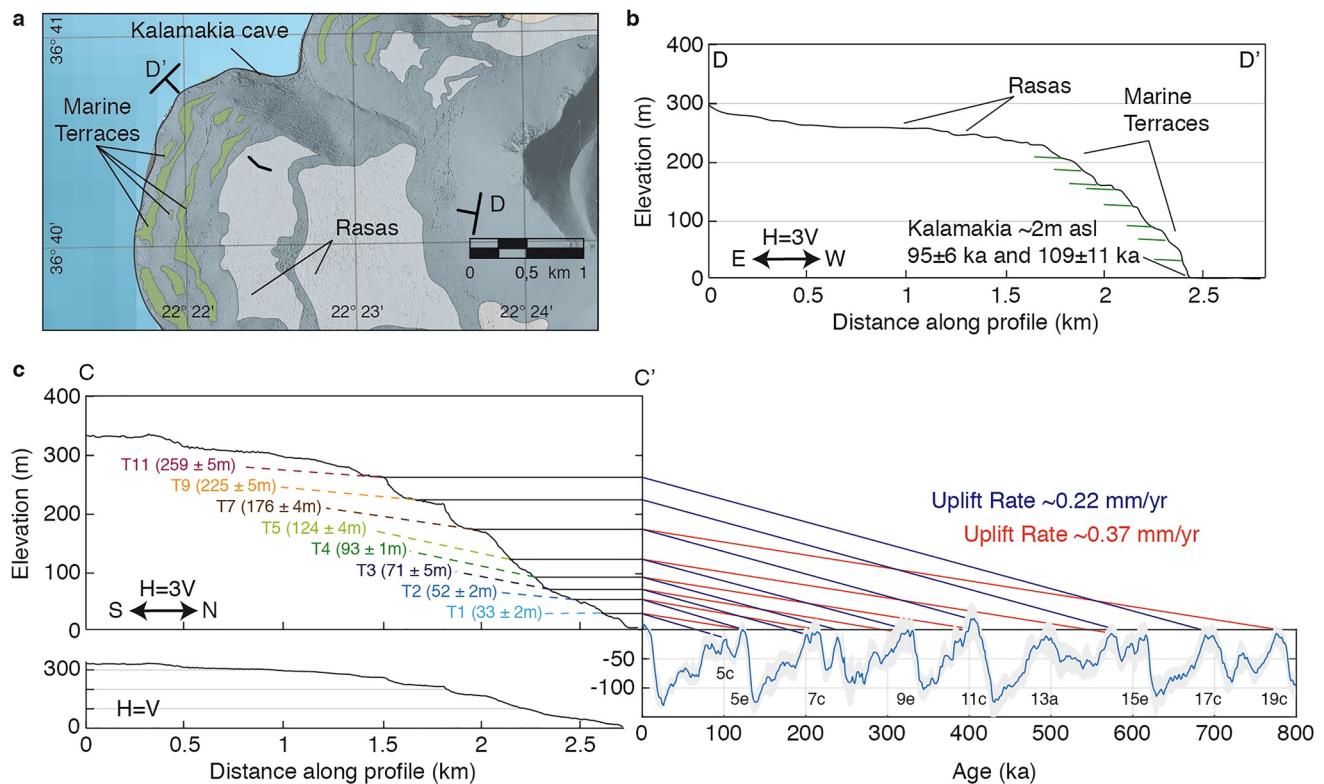 a
Kalamakia cave
36° 41
D'
Marine
Terraces
D
Rasas
36° 40'
0 0,5 km 1
22° 22' 22° 23' 22° 24'
b
400
D D'
300
Rasas
Marine
Terraces
200
Elevation (m)
100
Kalamakia ~2m asl
95±6 ka and 109±11 ka
H=3V
E W
0
0 0.5 1 1.5 2 2.5
Distance along profile (km)
c
C C'
400
300
200
100
0
Elevation (m)
T11 (259 ± 5m)
T9 (225 ± 5m)
T7 (176 ± 4m)
T5 (124 ± 4m)
T4 (93 ± 1m)
T3 (71 ± 5m)
T2 (52 ± 2m)
T1 (33 ± 2m)
H=3V
S N
Uplift Rate ~0.22 mm/yr
Uplift Rate ~0.37 mm/yr
300
0
H=V
0 0.5 1 1.5 2 2.5
Distance along profile (km)
-50
-100
5c
5e 7c 9e 11c 13a 15e 17c 19c
0 100 200 300 400 500 600 700 800
Age (ka)